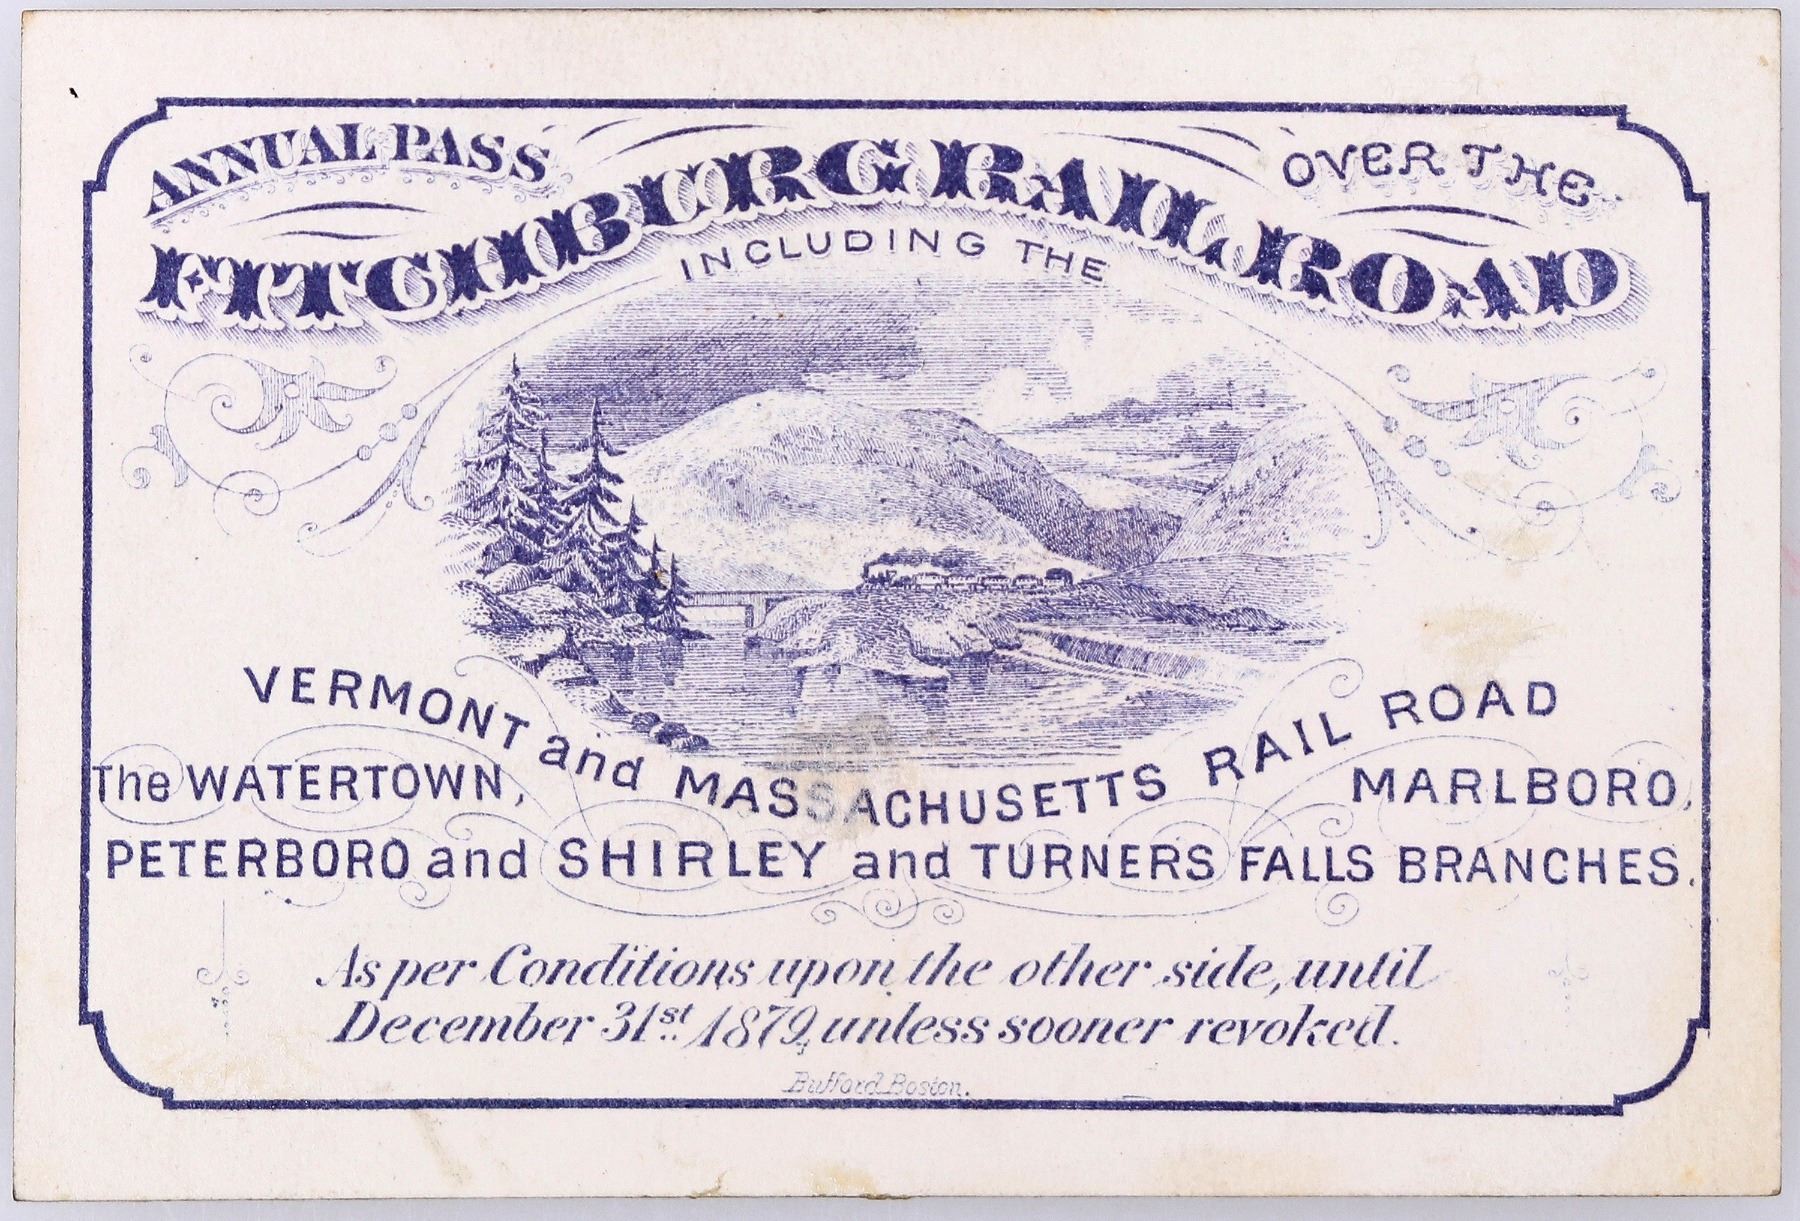 ANNUAL PASS OVER THE
FITCHBURG RAIL ROAD
INCLUDING THE
VERMONT and MASSACHUSETTS RAIL ROAD
The WATERTOWN, MARLBORO,
PETERBORO and SHIRLEY and TURNERS FALLS BRANCHES.
As per Conditions upon the other side, until
December 31st 1879, unless sooner revoked.
Bufford Boston.